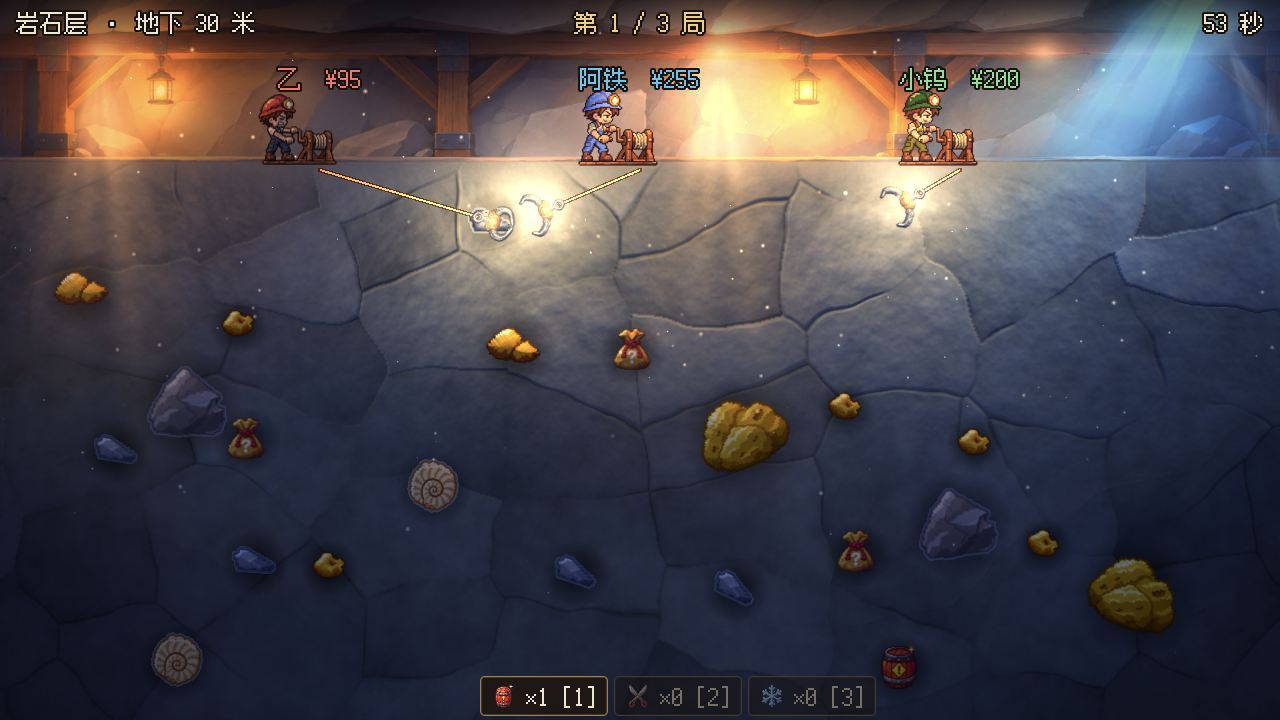 岩石层 · 地下 30 米
第 1 / 3 局
53 秒
乙 ¥95
阿铁 ¥255
小钨 ¥200
?
?
?
!
×1 [1]
×0 [2]
×0 [3]